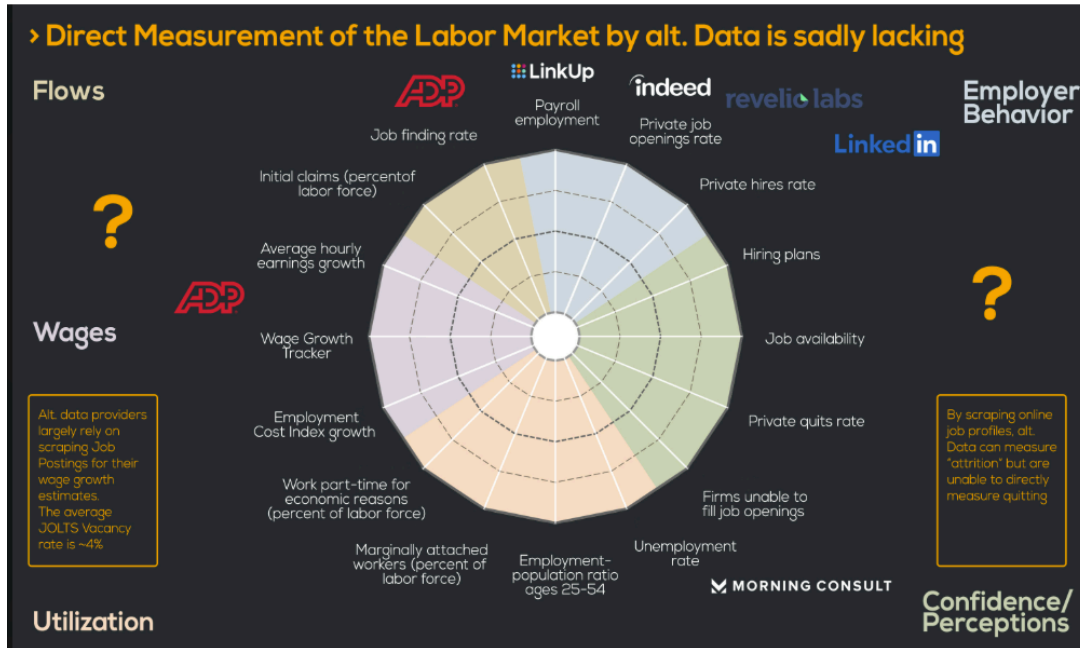 › Direct Measurement of the Labor Market by alt. Data is sadly lacking
Flows
ADP
LinkUp
indeed
revelio labs
Linked in
Employer
Behavior
Job finding rate
Payroll
employment
Private job
openings rate
Initial claims (percentof
labor force)
Private hires rate
?
Average hourly
earnings growth
Hiring plans
ADP
?
Wages
Wage Growth
Tracker
Job availability
Alt. data providers
largely rely on
scraping Job
Postings for their
wage growth
estimates.
The average
JOLTS Vacancy
rate is ~4%
Employment
Cost Index growth
Private quits rate
By scraping online
job profiles, alt.
Data can measure
"attrition" but are
unable to directly
measure quitting
Work part-time for
economic reasons
(percent of labor force)
Firms unable to
fill job openings
Marginally attached
workers (percent of
labor force)
Employment-
population ratio
ages 25-54
Unemployment
rate
MORNING CONSULT
Utilization
Confidence/
Perceptions